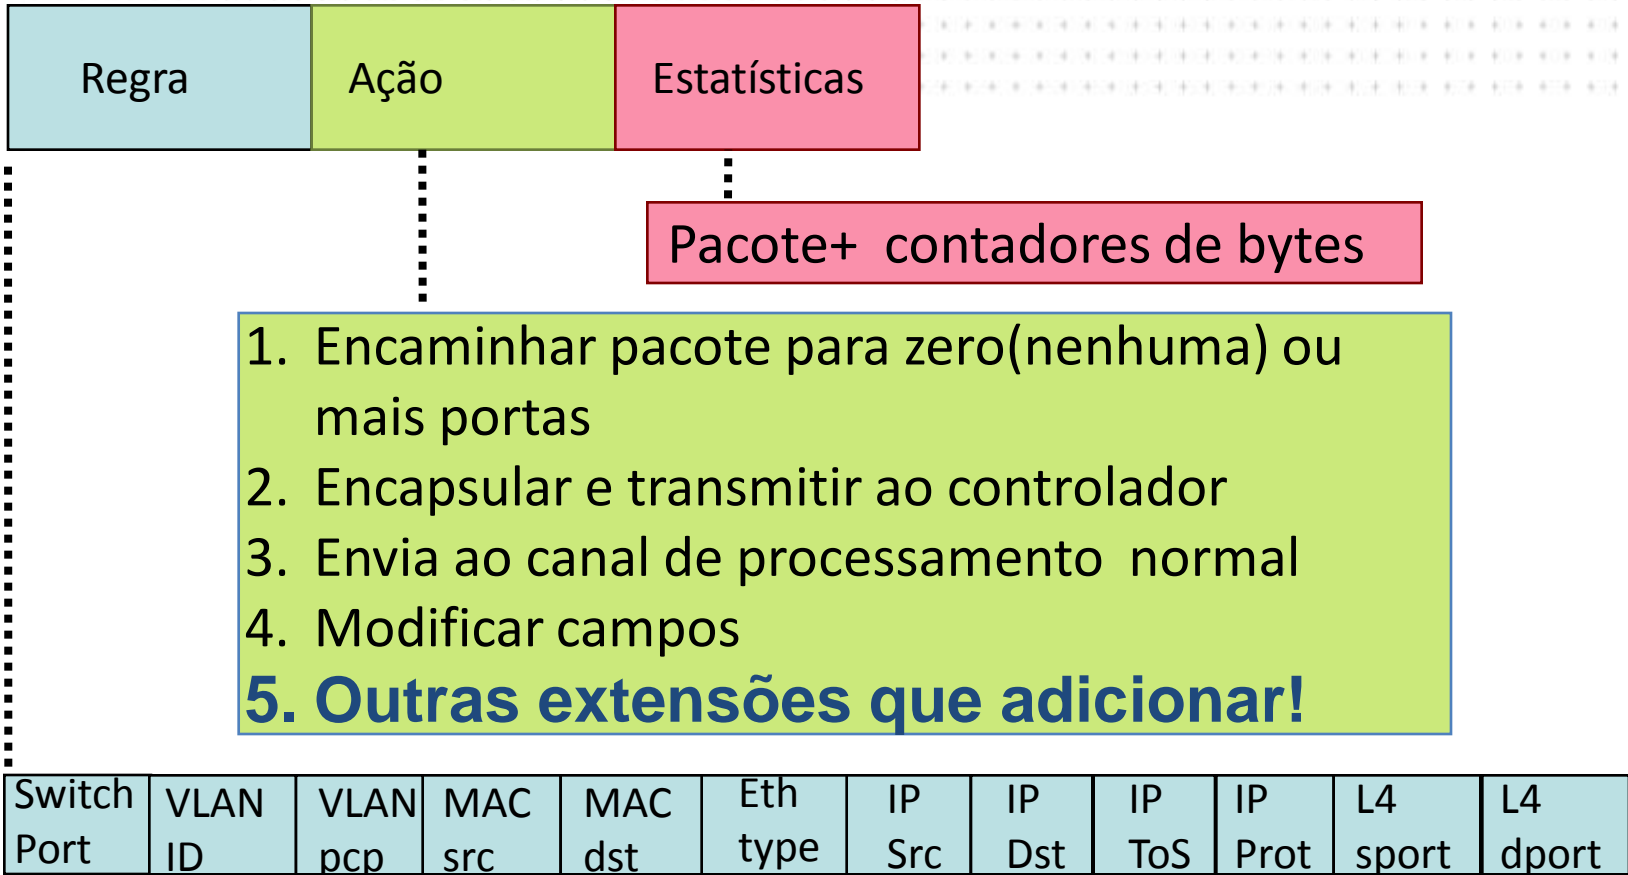 Regra
Ação
Estatísticas
Pacote+ contadores de bytes
1. Encaminhar pacote para zero(nenhuma) ou
mais portas
2. Encapsular e transmitir ao controlador
3. Envia ao canal de processamento normal
4. Modificar campos
5. Outras extensões que adicionar!
Switch
Port
VLAN
ID
VLAN
pcp
MAC
src
MAC
dst
Eth
type
IP
Src
IP
Dst
IP
ToS
IP
Prot
L4
sport
L4
dport